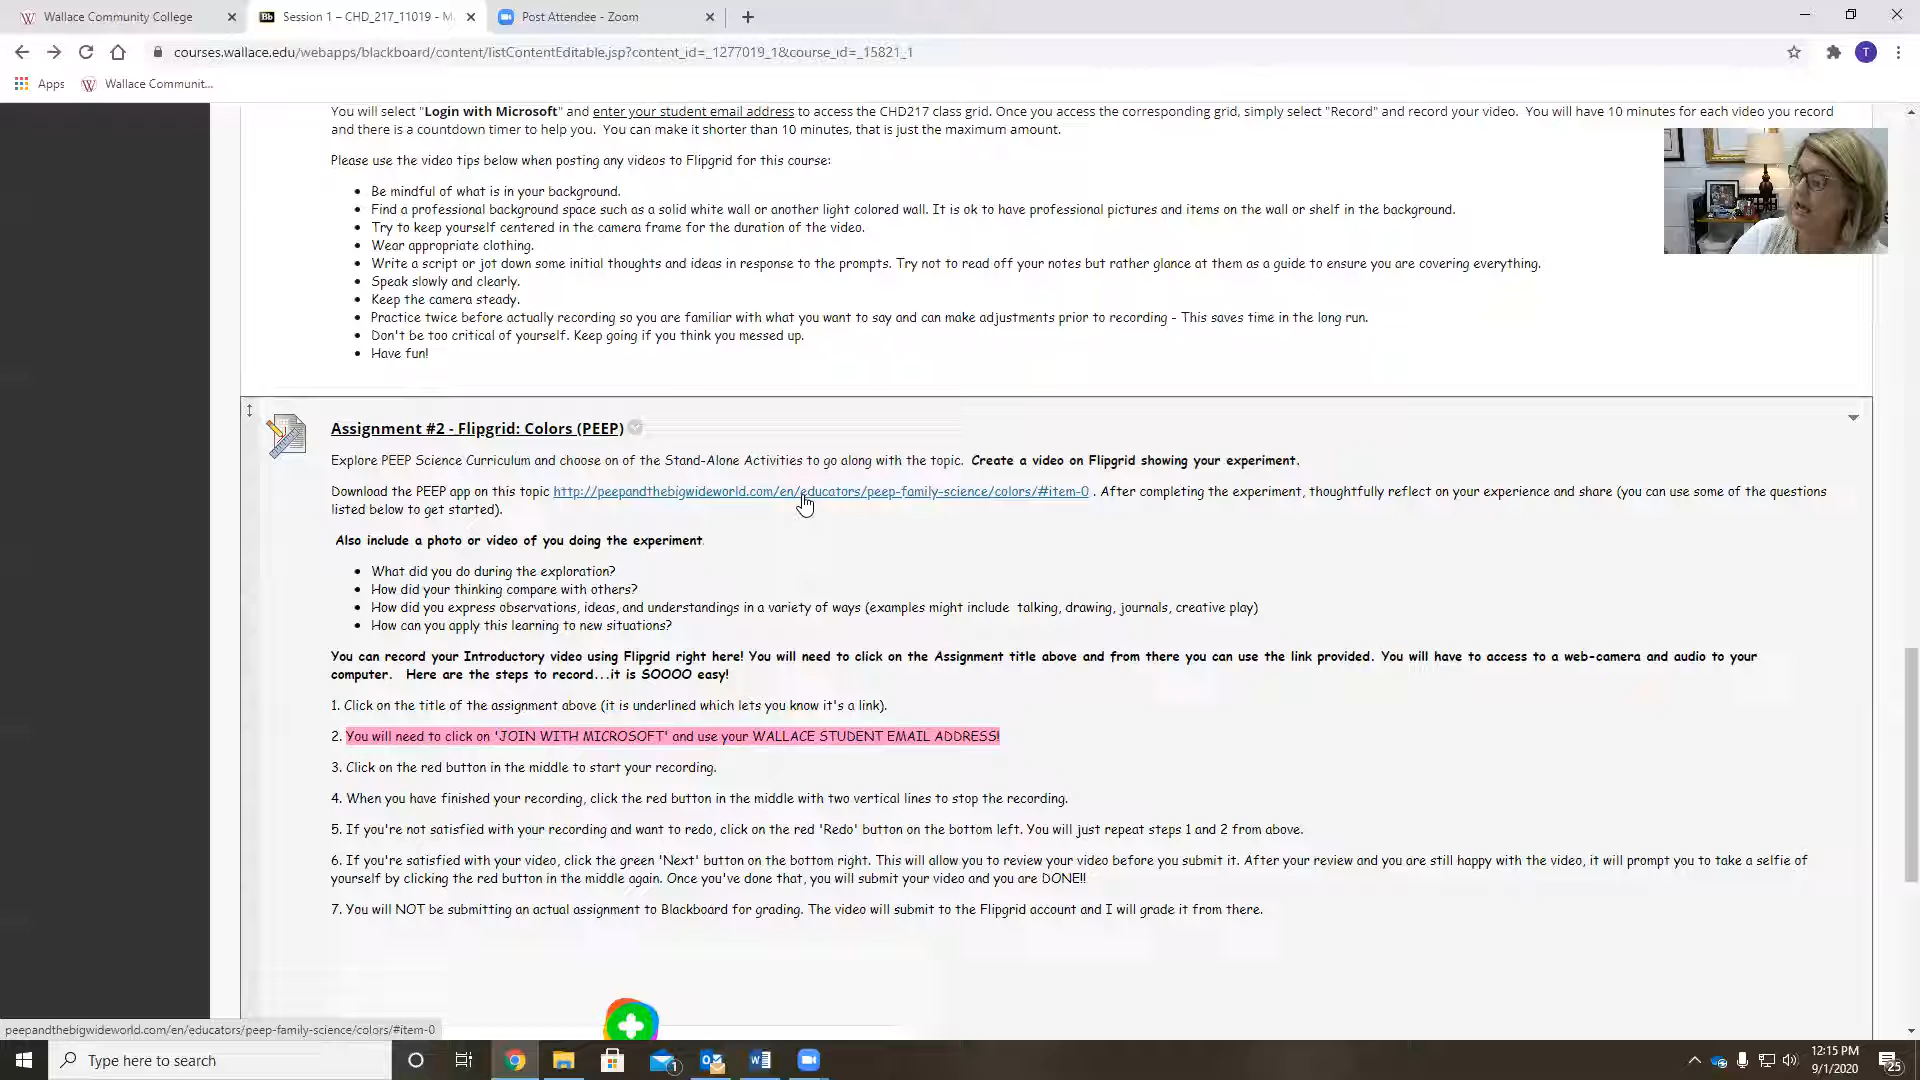 Wallace Community College
Bb
Session 1 – CHD_217_11019 - M
Post Attendee - Zoom
courses.wallace.edu/webapps/blackboard/content/listContentEditable.jsp?content_id=_1277019_1&course_id=_15821_1
T
Apps
Wallace Communit...
You will select "Login with Microsoft" and enter your student email address to access the CHD217 class grid. Once you access the corresponding grid, simply select "Record" and record your video. You will have 10 minutes for each video you record
and there is a countdown timer to help you. You can make it shorter than 10 minutes, that is just the maximum amount.
Please use the video tips below when posting any videos to Flipgrid for this course:
• Be mindful of what is in your background.
• Find a professional background space such as a solid white wall or another light colored wall. It is ok to have professional pictures and items on the wall or shelf in the background.
• Try to keep yourself centered in the camera frame for the duration of the video.
• Wear appropriate clothing.
• Write a script or jot down some initial thoughts and ideas in response to the prompts. Try not to read off your notes but rather glance at them as a guide to ensure you are covering everything.
• Speak slowly and clearly.
• Keep the camera steady.
• Practice twice before actually recording so you are familiar with what you want to say and can make adjustments prior to recording - This saves time in the long run.
• Don't be too critical of yourself. Keep going if you think you messed up.
• Have fun!
Assignment #2 - Flipgrid: Colors (PEEP)
Explore PEEP Science Curriculum and choose on of the Stand-Alone Activities to go along with the topic. Create a video on Flipgrid showing your experiment.
Download the PEEP app on this topic http://peepandthebigwideworld.com/en/educators/peep-family-science/colors/#item-0 . After completing the experiment, thoughtfully reflect on your experience and share (you can use some of the questions
listed below to get started).
Also include a photo or video of you doing the experiment.
• What did you do during the exploration?
• How did your thinking compare with others?
• How did you express observations, ideas, and understandings in a variety of ways (examples might include talking, drawing, journals, creative play)
• How can you apply this learning to new situations?
You can record your Introductory video using Flipgrid right here! You will need to click on the Assignment title above and from there you can use the link provided. You will have to access to a web-camera and audio to your
computer. Here are the steps to record...it is SOOOO easy!
1. Click on the title of the assignment above (it is underlined which lets you know it's a link).
2. You will need to click on 'JOIN WITH MICROSOFT' and use your WALLACE STUDENT EMAIL ADDRESS!
3. Click on the red button in the middle to start your recording.
4. When you have finished your recording, click the red button in the middle with two vertical lines to stop the recording.
5. If you're not satisfied with your recording and want to redo, click on the red 'Redo' button on the bottom left. You will just repeat steps 1 and 2 from above.
6. If you're satisfied with your video, click the green 'Next' button on the bottom right. This will allow you to review your video before you submit it. After your review and you are still happy with the video, it will prompt you to take a selfie of
yourself by clicking the red button in the middle again. Once you've done that, you will submit your video and you are DONE!!
7. You will NOT be submitting an actual assignment to Blackboard for grading. The video will submit to the Flipgrid account and I will grade it from there.
peepandthebigwideworld.com/en/educators/peep-family-science/colors/#item-0
Type here to search
1
12:15 PM
9/1/2020
25